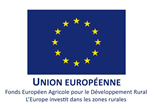 UNION EUROPÉENNE
Fonds Européen Agricole pour le Développement Rural
L'Europe investit dans les zones rurales